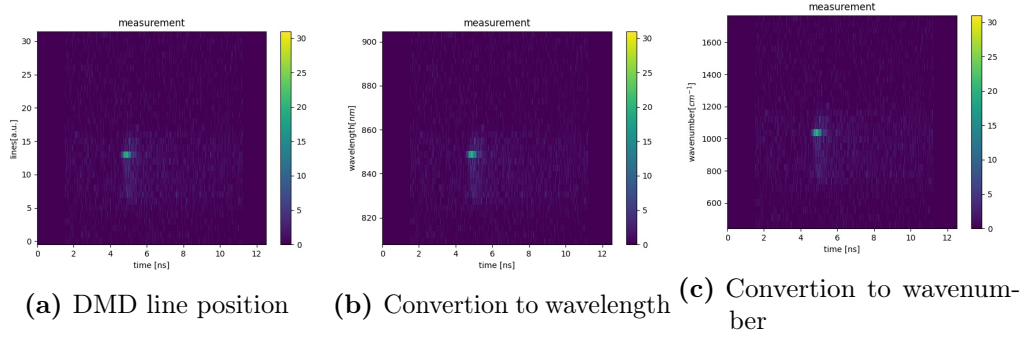 measurement
lines[a.u.]
30
25
20
15
10
5
0
0 2 4 6 8 10 12
time [ns]
30
25
20
15
10
5
0
measurement
wavelength[nm]
900
880
860
840
820
0 2 4 6 8 10 12
time [ns]
30
25
20
15
10
5
0
measurement
wavenumber[cm⁻¹]
1600
1400
1200
1000
800
600
0 2 4 6 8 10 12
time [ns]
30
25
20
15
10
5
0
(a) DMD line position
(b) Convertion to wavelength
(c) Convertion to wavenum-
ber